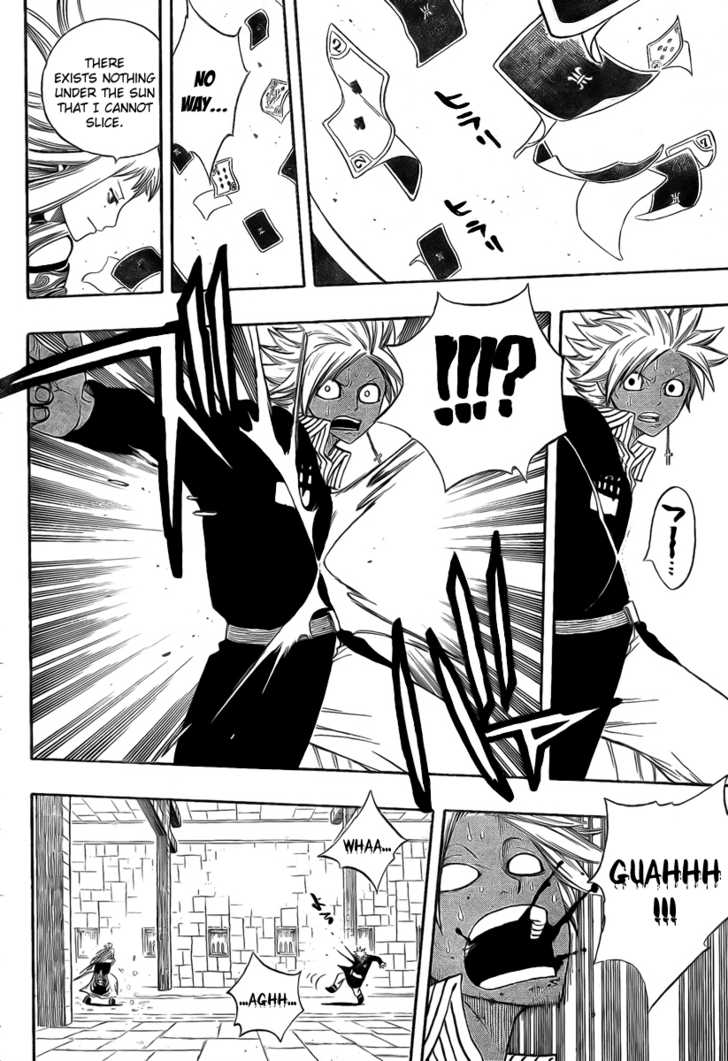 NO
WAY...
THERE
EXISTS NOTHING
UNDER THE SUN
THAT I CANNOT
SLICE.
!!!?
GUAHHH
!!!
WHAA...
...AGHH...